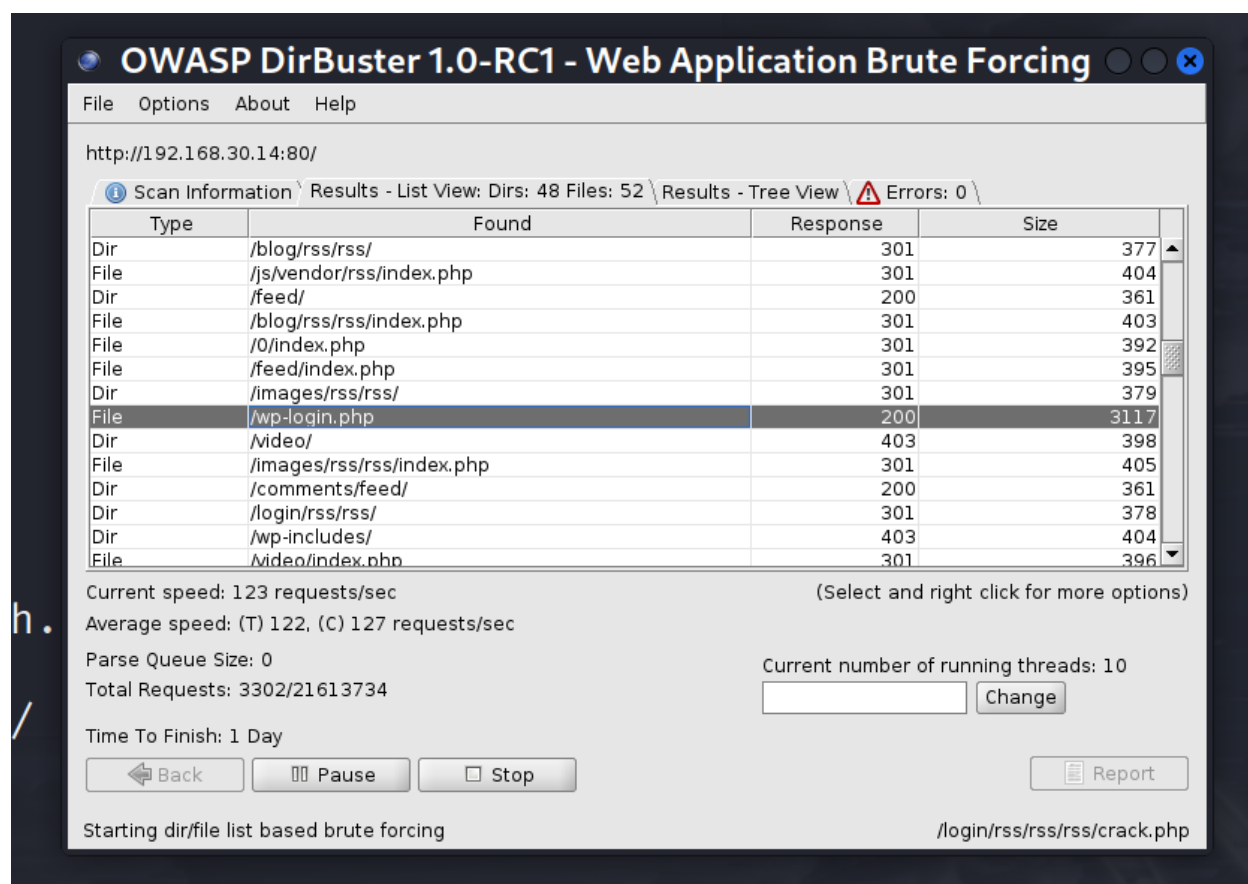 OWASP DirBuster 1.0-RC1 - Web Application Brute Forcing
File Options About Help
http://192.168.30.14:80/
Scan Information Results - List View: Dirs: 48 Files: 52 Results - Tree View Errors: 0
Type Found Response Size
Dir /blog/rss/rss/ 301 377
File /js/vendor/rss/index.php 301 404
Dir /feed/ 200 361
File /blog/rss/rss/index.php 301 403
File /0/index.php 301 392
File /feed/index.php 301 395
Dir /images/rss/rss/ 301 379
File /wp-login.php 200 3117
Dir /video/ 403 398
File /images/rss/rss/index.php 301 405
Dir /comments/feed/ 200 361
Dir /login/rss/rss/ 301 378
Dir /wp-includes/ 403 404
File /video/index.php 301 396
Current speed: 123 requests/sec (Select and right click for more options)
h.
Average speed: (T) 122, (C) 127 requests/sec
Parse Queue Size: 0 Current number of running threads: 10
Total Requests: 3302/21613734 Change
/
Time To Finish: 1 Day
Back Pause Stop Report
Starting dir/file list based brute forcing /login/rss/rss/rss/crack.php